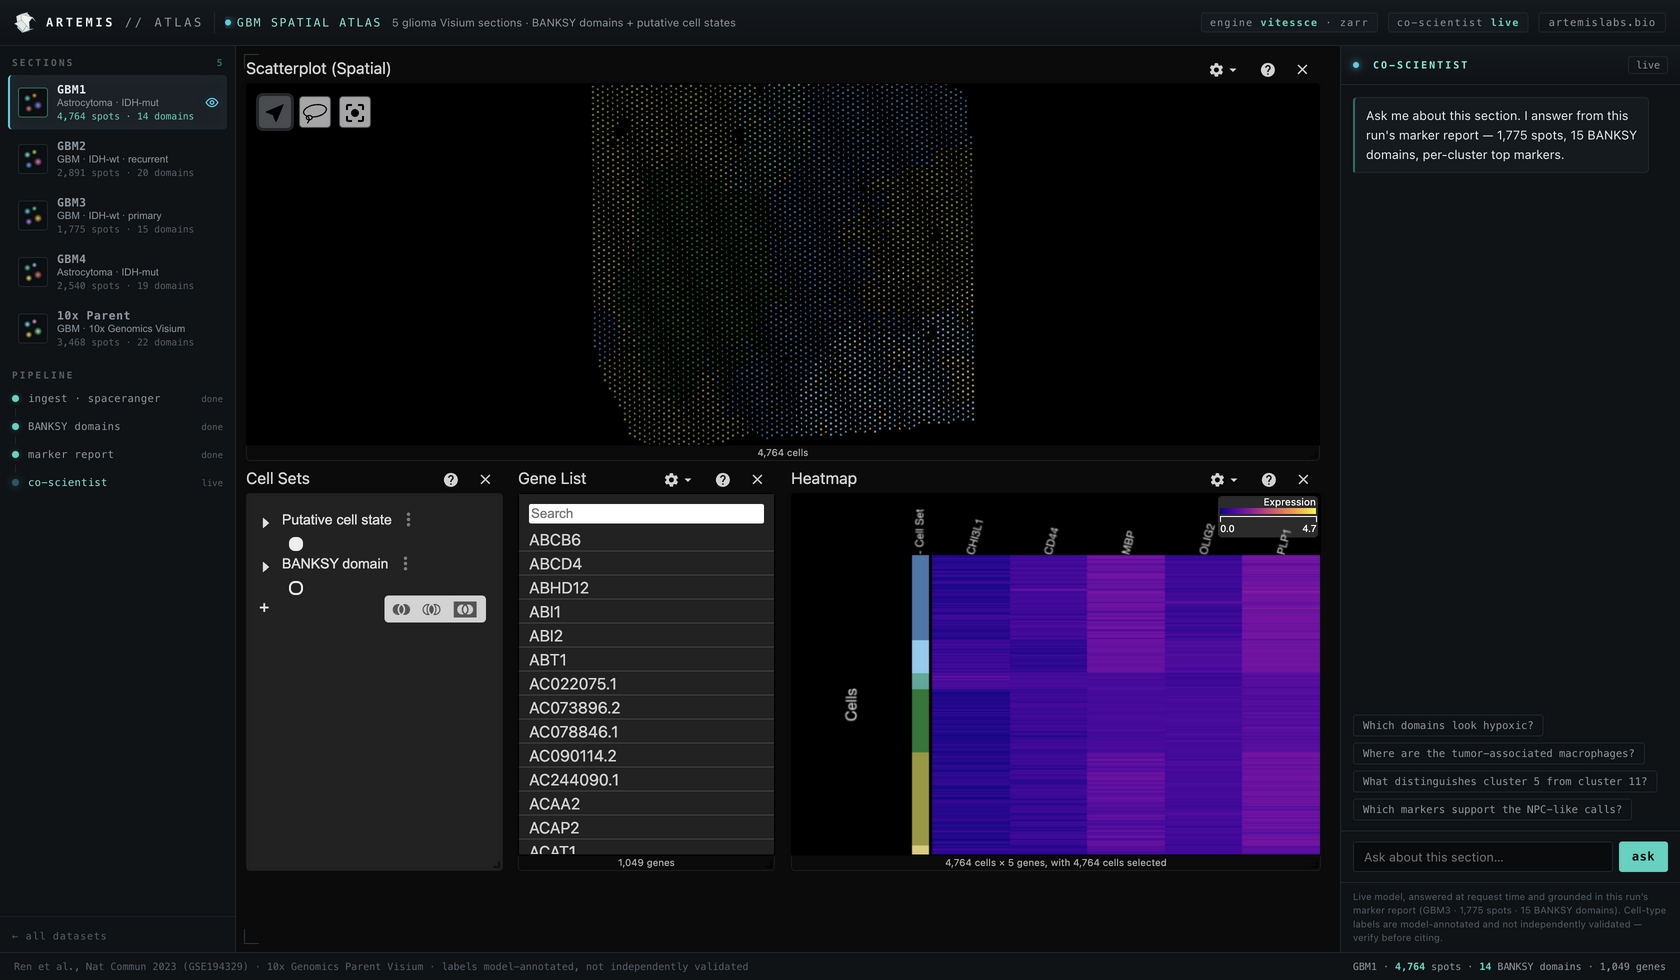 ARTEMIS // ATLAS
GBM SPATIAL ATLAS 5 glioma Visium sections · BANKSY domains + putative cell states
engine vitessce · zarr
co-scientist live
artemislabs.bio
SECTIONS 5
GBM1
Astrocytoma · IDH-mut
4,764 spots · 14 domains
GBM2
GBM · IDH-wt · recurrent
2,891 spots · 20 domains
GBM3
GBM · IDH-wt · primary
1,775 spots · 15 domains
GBM4
Astrocytoma · IDH-mut
2,540 spots · 19 domains
10x Parent
GBM · 10x Genomics Visium
3,468 spots · 22 domains
PIPELINE
ingest · spaceranger done
BANKSY domains done
marker report done
co-scientist live
← all datasets
Scatterplot (Spatial)
4,764 cells
Cell Sets
Putative cell state
BANKSY domain
+
Gene List
Search
ABCB6
ABCD4
ABHD12
ABI1
ABI2
ABT1
AC022075.1
AC073896.2
AC078846.1
AC090114.2
AC244090.1
ACAA2
ACAP2
ACAT1
1,049 genes
Heatmap
Expression
0.0 4.7
- Cell Set
CHI3L1
CD44
MBP
OLIG2
PLP1
Cells
4,764 cells × 5 genes, with 4,764 cells selected
CO-SCIENTIST
live
Ask me about this section. I answer from this
run's marker report — 1,775 spots, 15 BANKSY
domains, per-cluster top markers.
Which domains look hypoxic?
Where are the tumor-associated macrophages?
What distinguishes cluster 5 from cluster 11?
Which markers support the NPC-like calls?
Ask about this section...
ask
Live model, answered at request time and grounded in this run's
marker report (GBM3 · 1,775 spots · 15 BANKSY domains). Cell-type
labels are model-annotated and not independently validated —
verify before citing.
Ren et al., Nat Commun 2023 (GSE194329) · 10x Genomics Parent Visium · labels model-annotated, not independently validated
GBM1 · 4,764 spots · 14 BANKSY domains · 1,049 genes